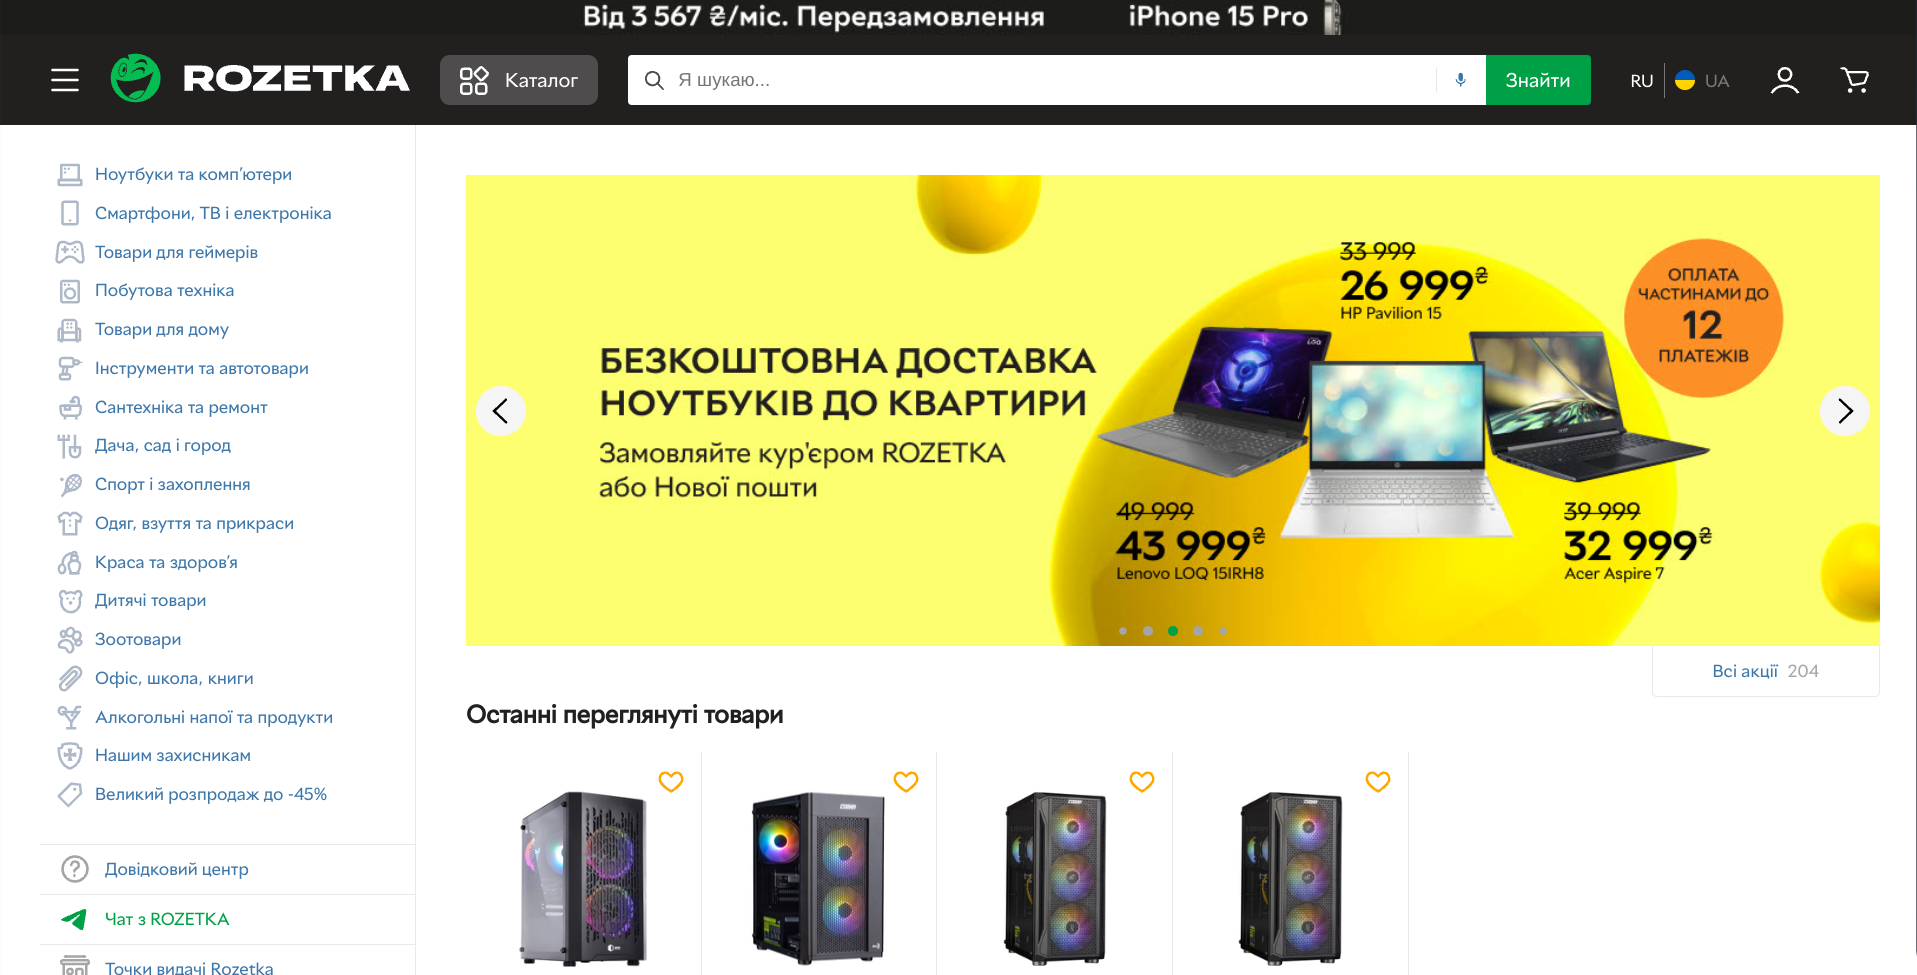 Від 3 567 ₴/міс. Передзамовлення iPhone 15 Pro
ROZETKA
Каталог
Я шукаю...
Знайти
RU
UA
Ноутбуки та комп'ютери
Смартфони, ТВ і електроніка
Товари для геймерів
Побутова техніка
Товари для дому
Інструменти та автотовари
Сантехніка та ремонт
Дача, сад і город
Спорт і захоплення
Одяг, взуття та прикраси
Краса та здоров'я
Дитячі товари
Зоотовари
Офіс, школа, книги
Алкогольні напої та продукти
Нашим захисникам
Великий розпродаж до -45%
Довідковий центр
Чат з ROZETKA
Точки видачі Rozetka
БЕЗКОШТОВНА ДОСТАВКА
НОУТБУКІВ ДО КВАРТИРИ
Замовляйте кур'єром ROZETKA
або Нової пошти
33 999
26 999₴
HP Pavilion 15
ОПЛАТА
ЧАСТИНАМИ ДО
12
ПЛАТЕЖІВ
49 999
43 999₴
Lenovo LOQ 15IRH8
39 999
32 999₴
Acer Aspire 7
Всі акції 204
Останні переглянуті товари